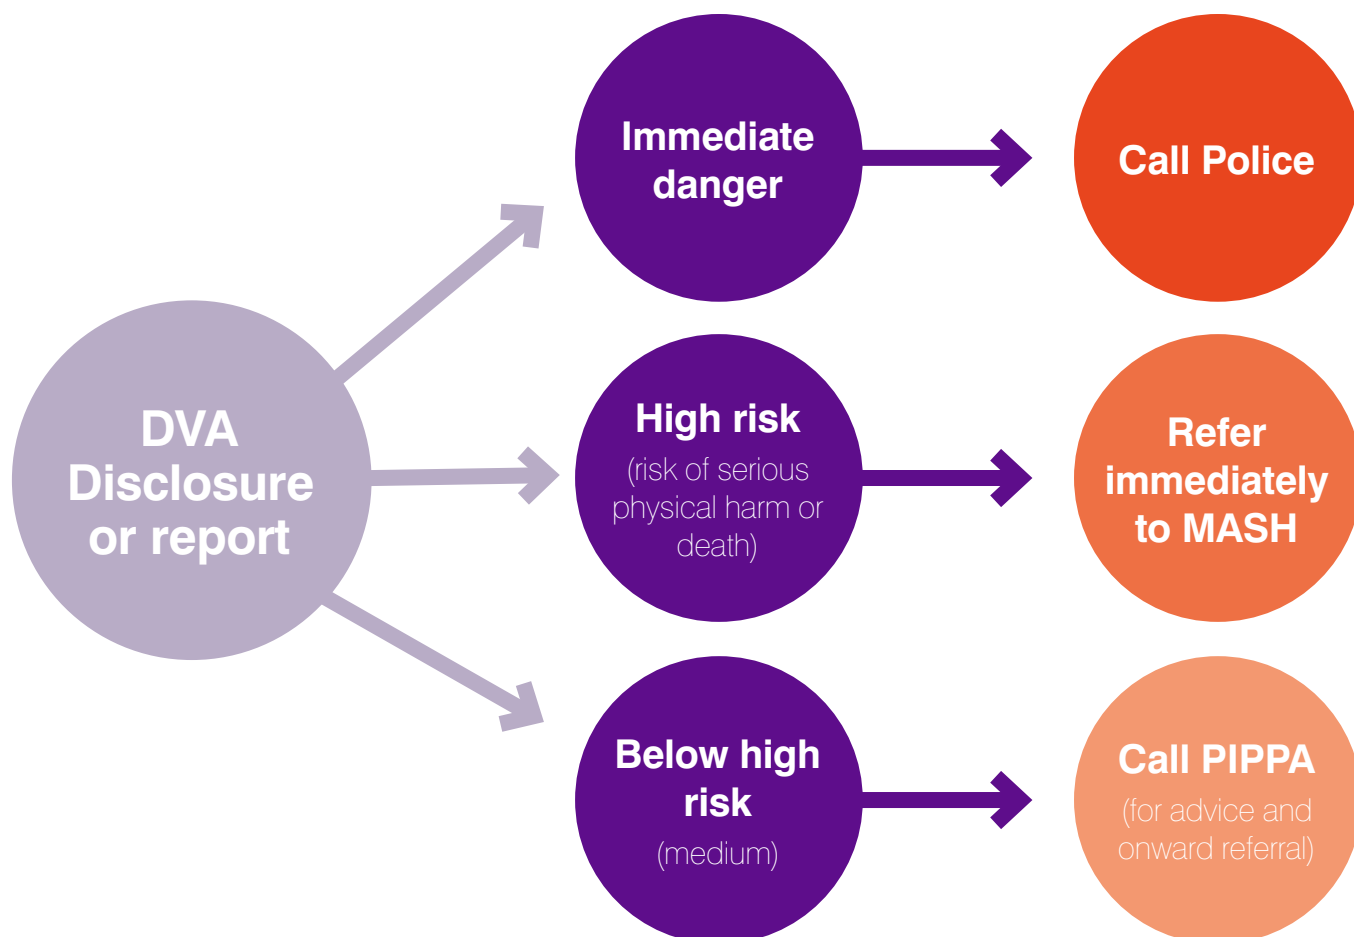 DVA
Disclosure
or report
Immediate
danger
Call Police
High risk
(risk of serious
physical harm or
death)
Refer
immediately
to MASH
Below high
risk
(medium)
Call PIPPA
(for advice and
onward referral)